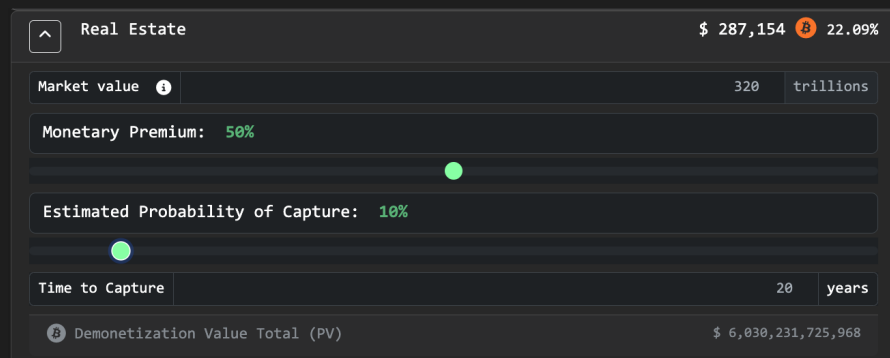 Real Estate $ 287,154 ₿ 22.09%
Market value i 320 trillions
Monetary Premium: 50%
Estimated Probability of Capture: 10%
Time to Capture 20 years
₿ Demonetization Value Total (PV) $ 6,030,231,725,968